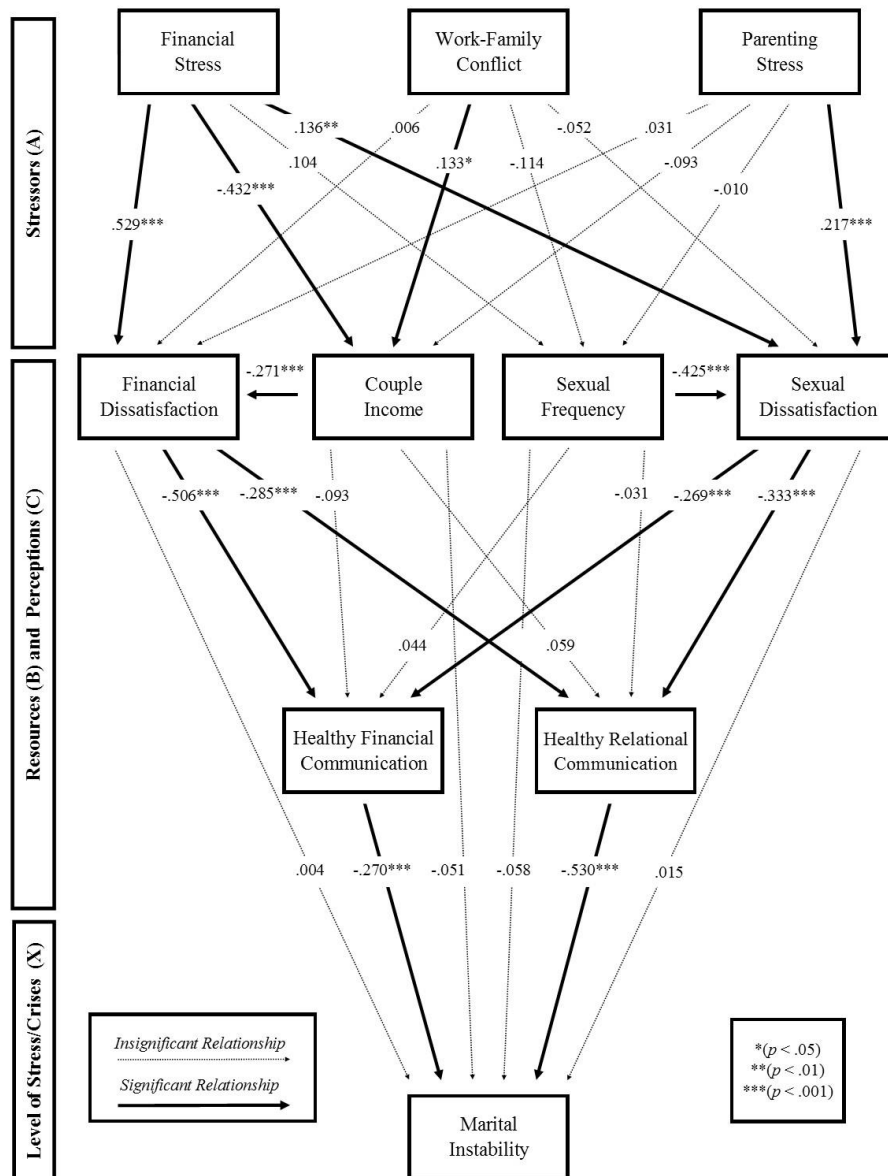 Financial
Stress
Work-Family
Conflict
Parenting
Stress
Stressors (A)
.136**
.006
-.052
.031
.104
.133*
-.114
-.093
-.432***
-.010
.529***
.217***
Financial
Dissatisfaction
-.271***
Couple
Income
Sexual
Frequency
-.425***
Sexual
Dissatisfaction
Resources (B) and Perceptions (C)
-.506***
-.285***
-.093
-.031
-.269***
-.333***
.044
.059
Healthy Financial
Communication
Healthy Relational
Communication
.004
-.270***
-.051
-.058
-.530***
.015
Level of Stress/Crises (X)
Insignificant Relationship
Significant Relationship
*(p < .05)
**(p < .01)
***(p < .001)
Marital
Instability